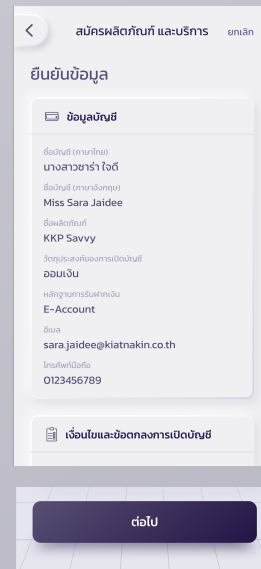 สมัครผลิตภัณฑ์ และบริการ ยกเลิก
ยืนยันข้อมูล
ข้อมูลบัญชี
ชื่อบัญชี (ภาษาไทย)
นางสาวซาร่า ใจดี
ชื่อบัญชี (ภาษาอังกฤษ)
Miss Sara Jaidee
ชื่อผลิตภัณฑ์
KKP Savvy
วัตถุประสงค์ของการเปิดบัญชี
ออมเงิน
หลักฐานการรับฝากเงิน
E-Account
อีเมล
sara.jaidee@kiatnakin.co.th
โทรศัพท์มือถือ
0123456789
เงื่อนไขและข้อตกลงการเปิดบัญชี
ต่อไป